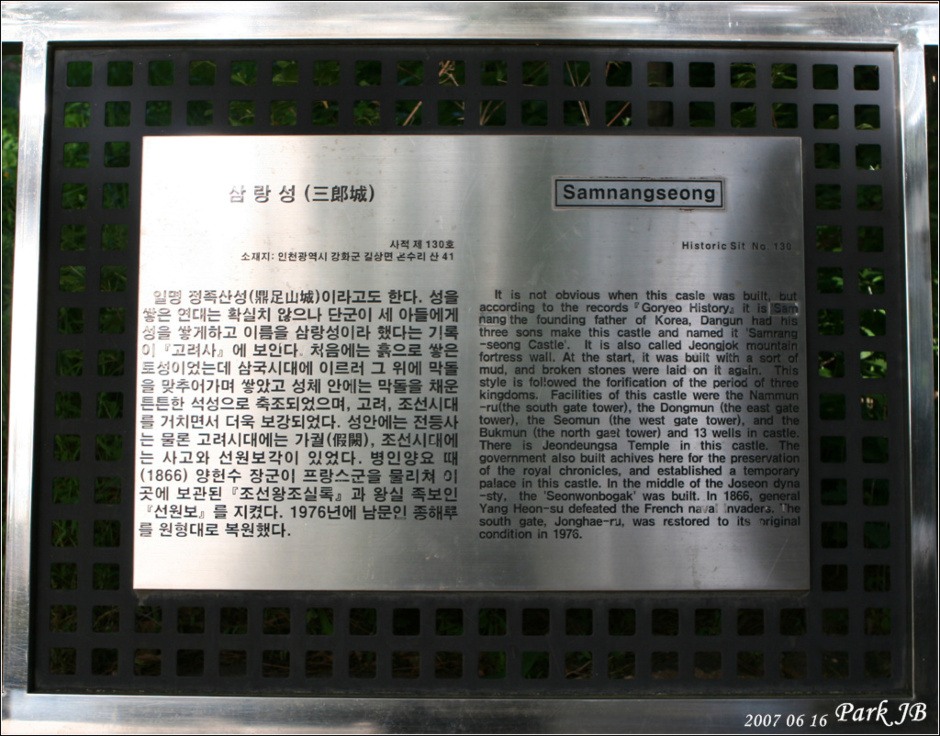 삼랑성 (三郎城)
사적 제 130호
소재지: 인천광역시 강화군 길상면 온수리 산 41
일명 정족산성(鼎足山城)이라고도 한다. 성을
쌓은 연대는 확실치 않으나 단군이 세 아들에게
성을 쌓게하고 이름을 삼랑성이라 했다는 기록
이 『고려사』에 보인다. 처음에는 흙으로 쌓은
토성이었는데 삼국시대에 이르러 그 위에 막돌
을 맞추어가며 쌓았고 성체 안에는 막돌을 채운
튼튼한 석성으로 축조되었으며, 고려, 조선시대
를 거치면서 더욱 보강되었다. 성안에는 전등사
는 물론 고려시대에는 가궐(假闕), 조선시대에
는 사고와 선원보각이 있었다. 병인양요 때
(1866) 양헌수 장군이 프랑스군을 물리쳐 이
곳에 보관된 『조선왕조실록』과 왕실 족보인
『선원보』를 지켰다. 1976년에 남문인 종해루
를 원형대로 복원했다.
Samnangseong
Historic Sit No. 130
It is not obvious when this casle was built, but
according to the records 『Goryeo History』 it is Sam
nang the founding father of Korea, Dangun had his
three sons make this castle and named it 'Samrang
-seong Castle'. It is also called Jeongjok mountain
fortress wall. At the start, it was built with a sort of
mud, and broken stones were laid on it again. This
style is followed the forification of the period of three
kingdoms. Facilities of this castle were the Nammun
-ru(the south gate tower), the Dongmun (the east gate
tower), the Seomun (the west gate tower), and the
Bukmun (the north gaet tower) and 13 wells in castle.
There is Jeondeungsa Temple in this castle. The
government also built achives here for the preservation
of the royal chronicles, and established a temporary
palace in this castle. In the middle of the Joseon dyna
-sty, the 'Seonwonbogak' was built. In 1866, general
Yang Heon-su defeated the French naval Invaders. The
south gate, Jonghae-ru, was restored to its original
condition in 1976.
2007 06 16 Park JB